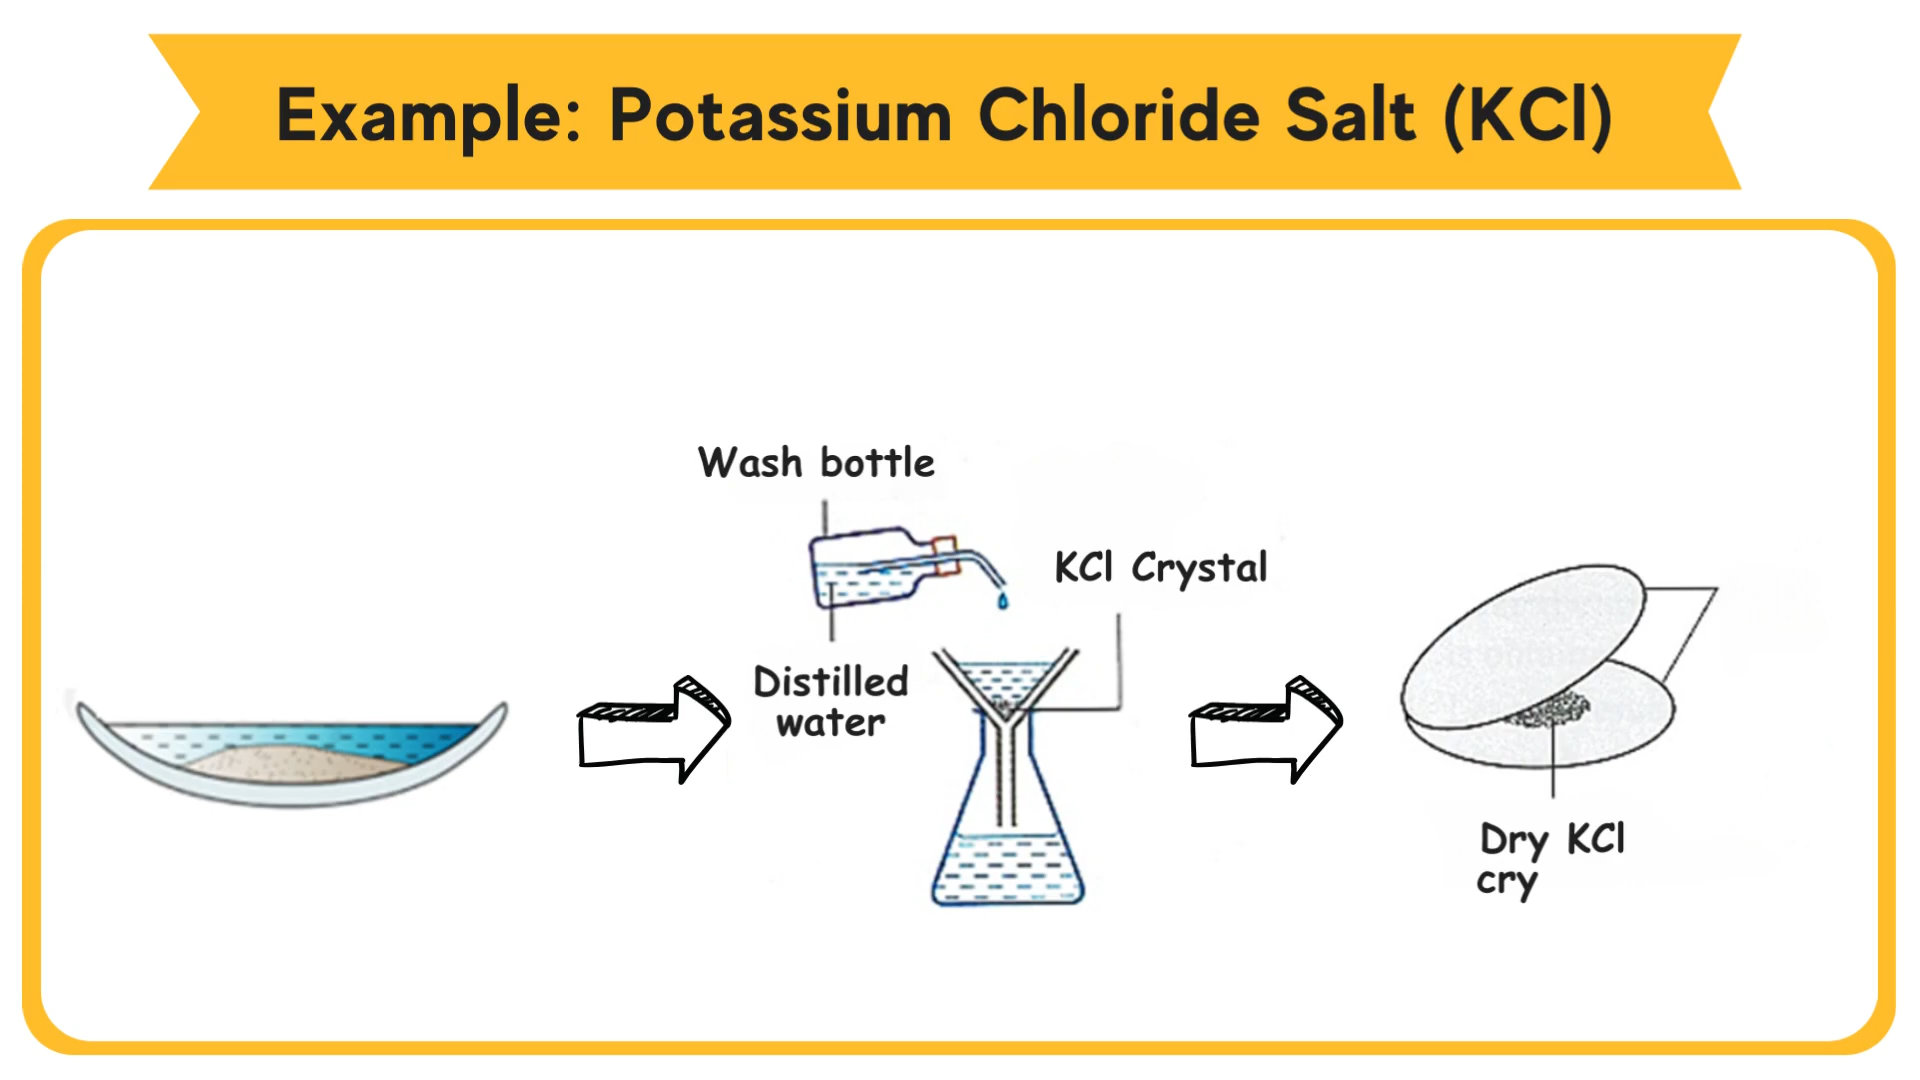 Example: Potassium Chloride Salt (KCl)
Wash bottle
KCl Crystal
Distilled
water
Dry KCl
cry